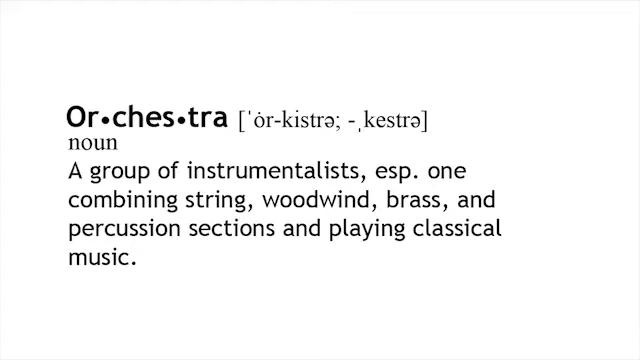 Or•ches•tra [ˈȯr-kistrə; -ˌkestrə]
noun
A group of instrumentalists, esp. one
combining string, woodwind, brass, and
percussion sections and playing classical
music.